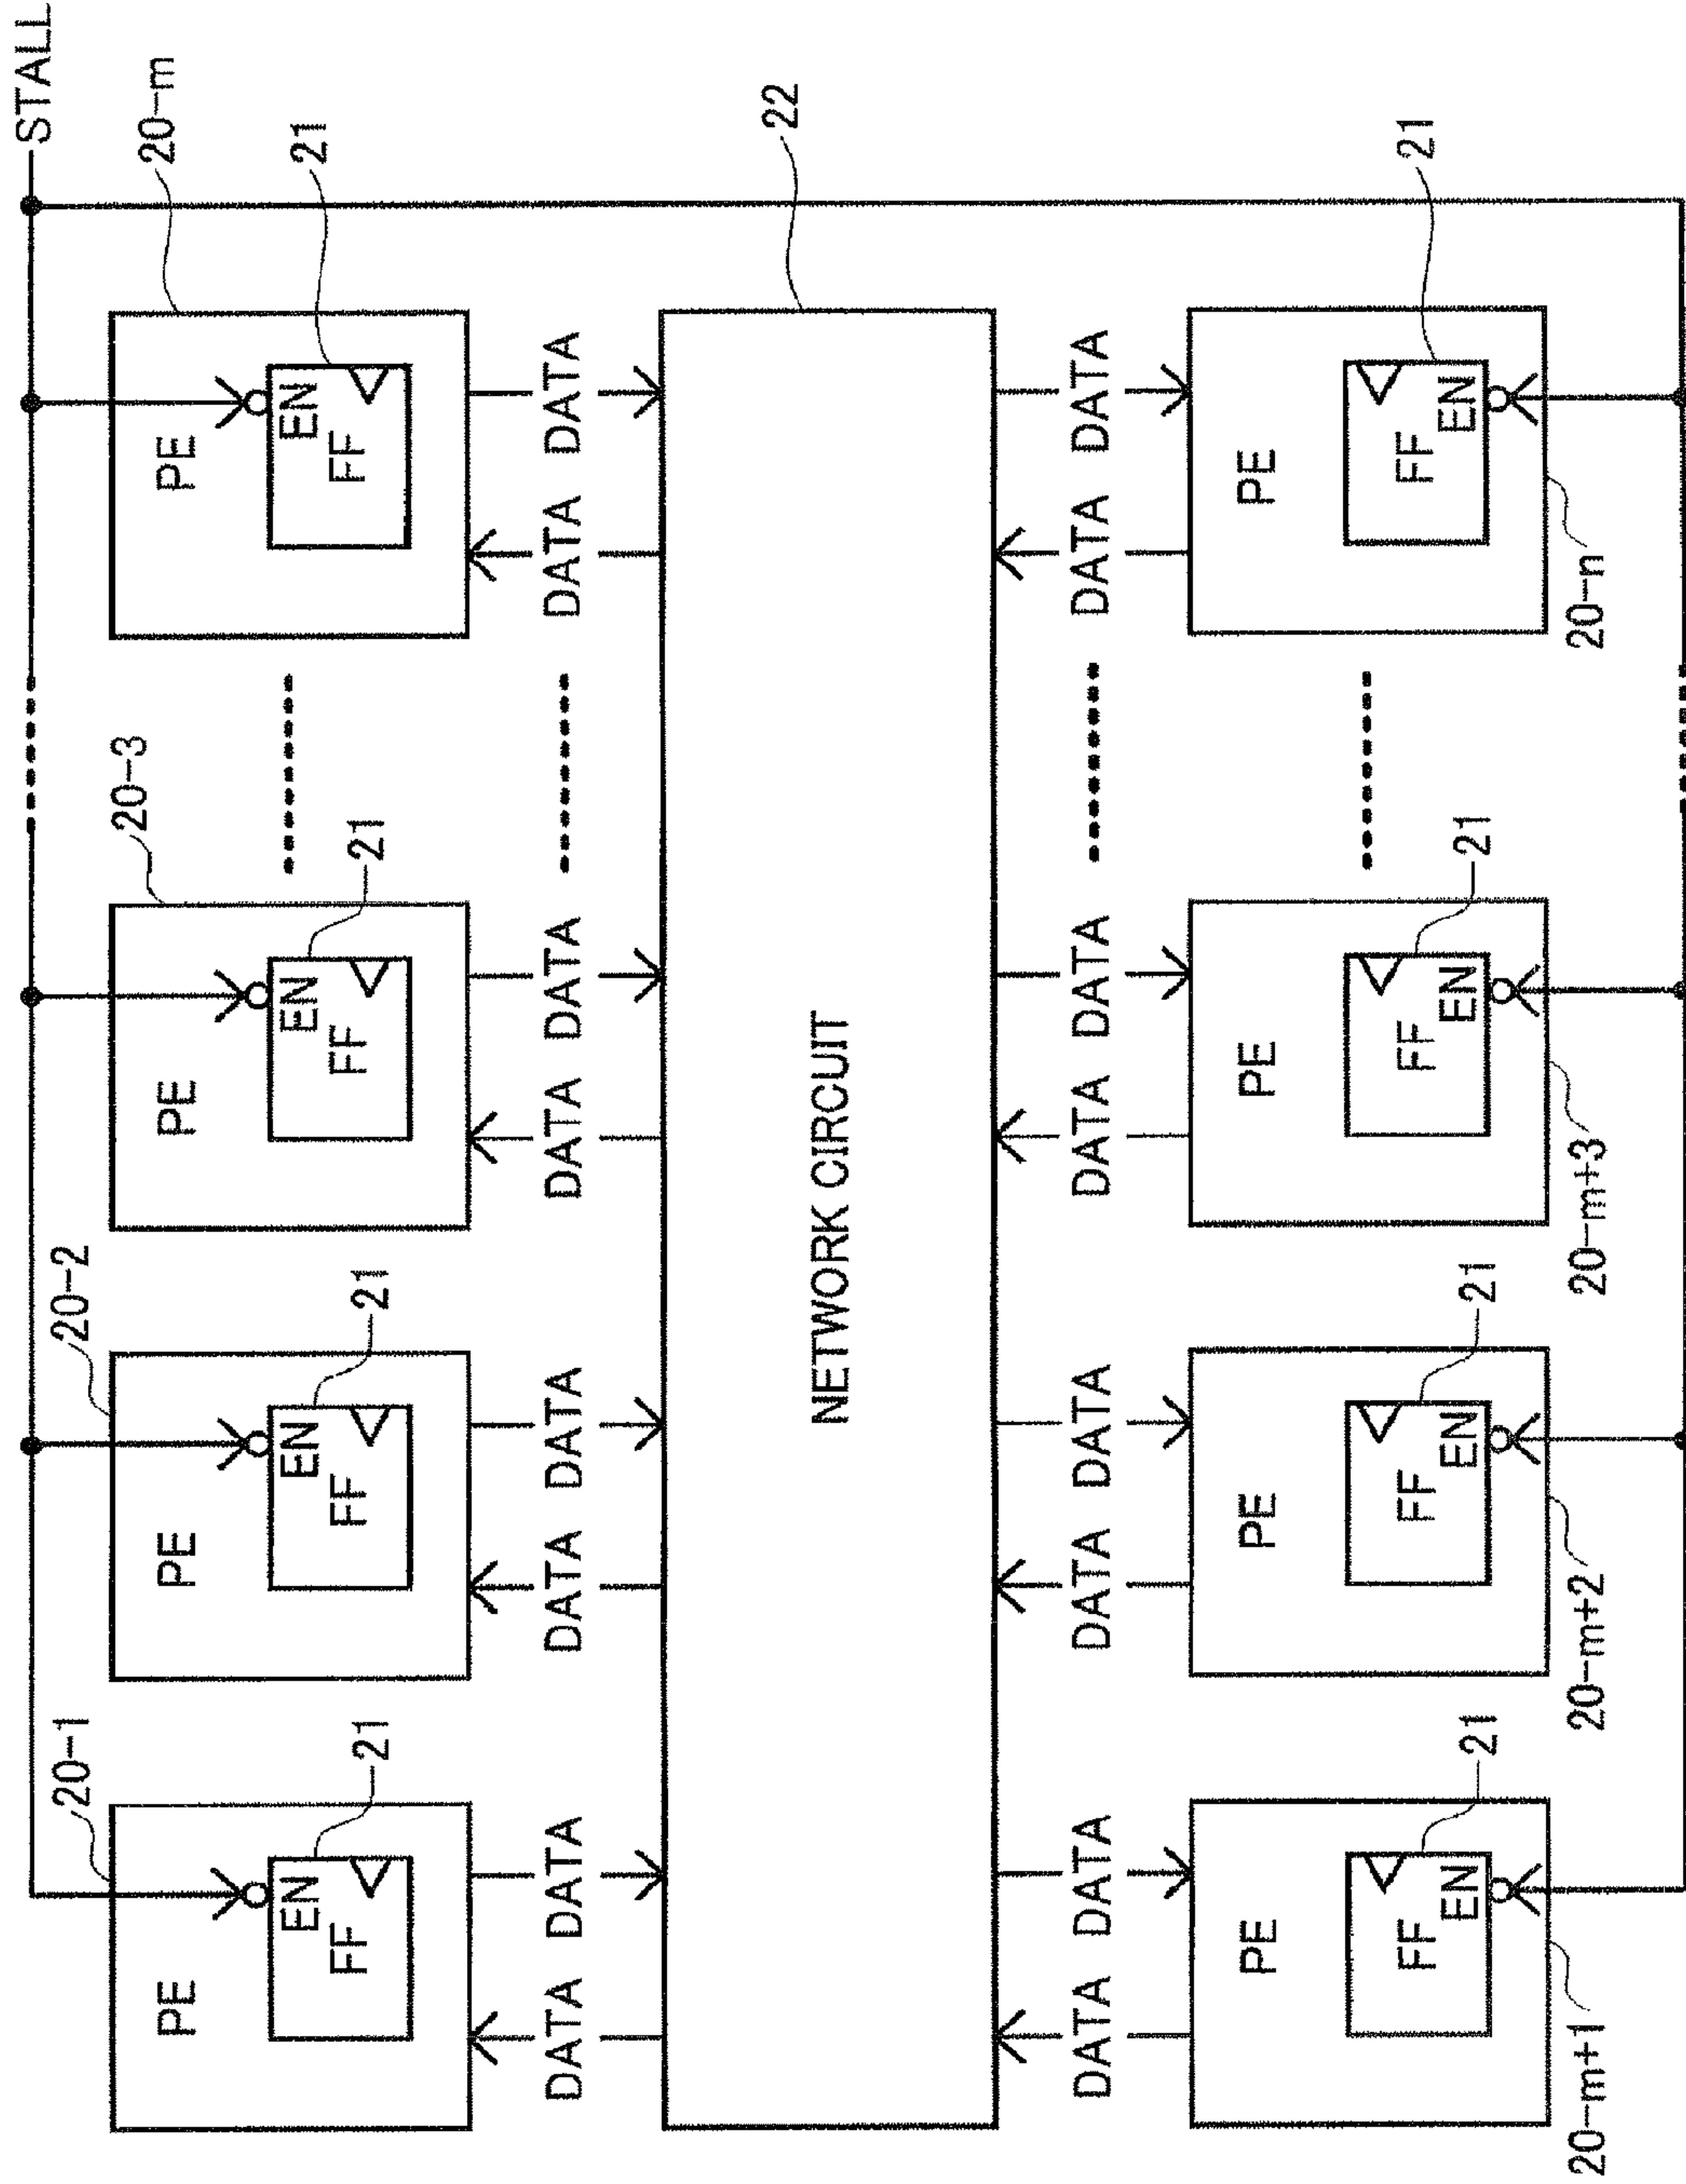 STALL
20-1
20-2
20-3
20-m
PE
PE
PE
PE
21
21
21
21
EN
EN
EN
EN
FF
FF
FF
FF
DATA DATA
DATA DATA
DATA DATA
DATA DATA
22
NETWORK CIRCUIT
DATA DATA
DATA DATA
DATA DATA
DATA DATA
PE
PE
PE
PE
21
21
21
21
FF
FF
FF
FF
EN
EN
EN
EN
20-m+1
20-m+2
20-m+3
20-n